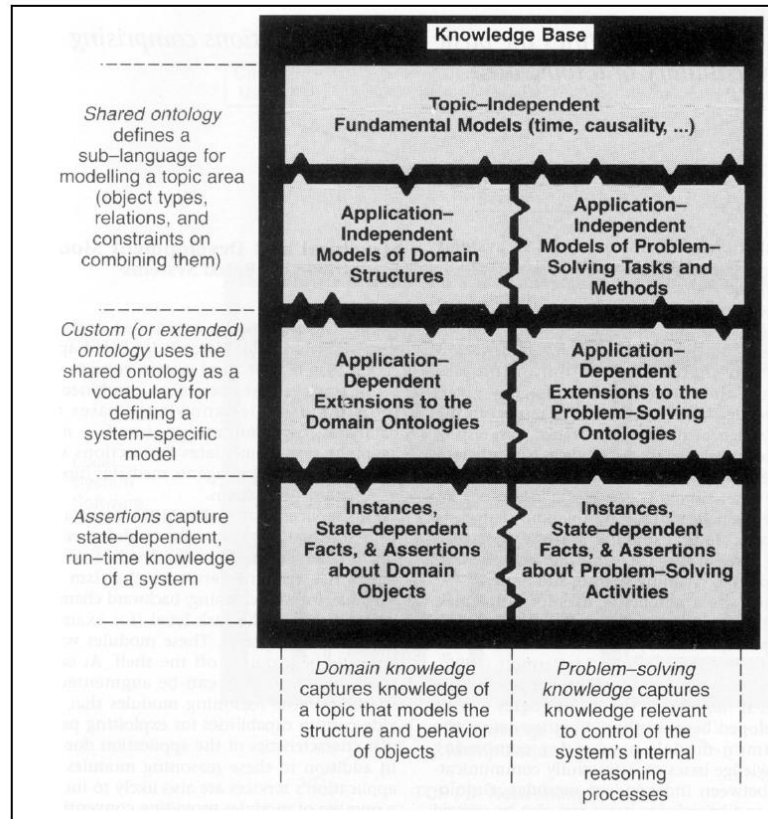 Knowledge Base
Shared ontology
defines a
sub–language for
modelling a topic area
(object types,
relations, and
constraints on
combining them)
Topic–Independent
Fundamental Models (time, causality, ...)
Application–
Independent
Models of Domain
Structures
Application–
Independent
Models of Problem–
Solving Tasks and
Methods
Custom (or extended)
ontology uses the
shared ontology as a
vocabulary for
defining a
system–specific
model
Application–
Dependent
Extensions to the
Domain Ontologies
Application–
Dependent
Extensions to the
Problem–Solving
Ontologies
Assertions capture
state–dependent,
run–time knowledge
of a system
Instances,
State–dependent
Facts, & Assertions
about Domain
Objects
Instances,
State–dependent
Facts, & Assertions
about Problem–Solving
Activities
Domain knowledge
captures knowledge of
a topic that models the
structure and behavior
of objects
Problem–solving
knowledge captures
knowledge relevant
to control of the
system's internal
reasoning
processes